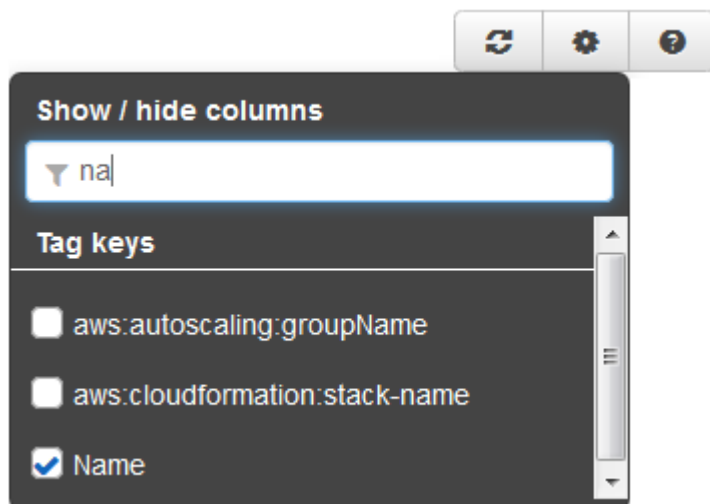 Show / hide columns
na
Tag keys
aws:autoscaling:groupName
aws:cloudformation:stack-name
Name